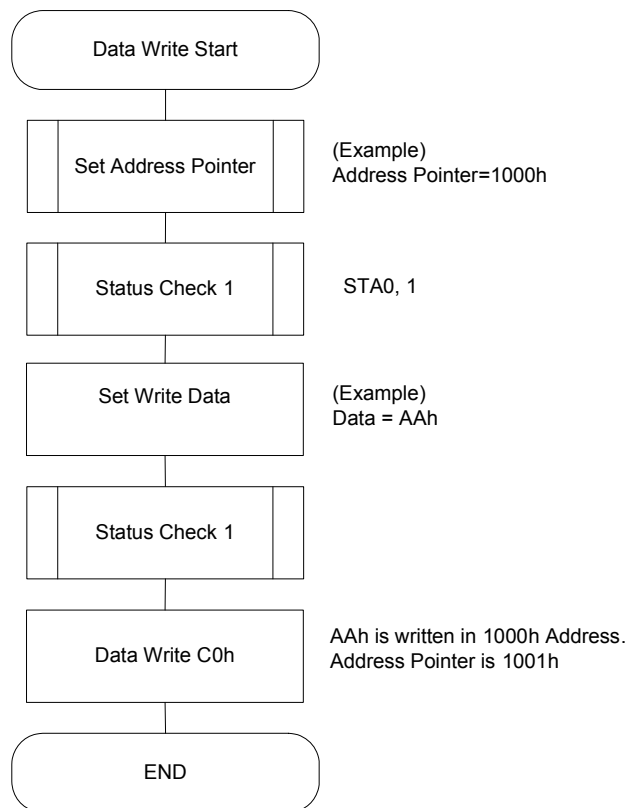 Data Write Start
Set Address Pointer
(Example)
Address Pointer=1000h
Status Check 1
STA0, 1
Set Write Data
(Example)
Data = AAh
Status Check 1
Data Write C0h
AAh is written in 1000h Address.
Address Pointer is 1001h
END